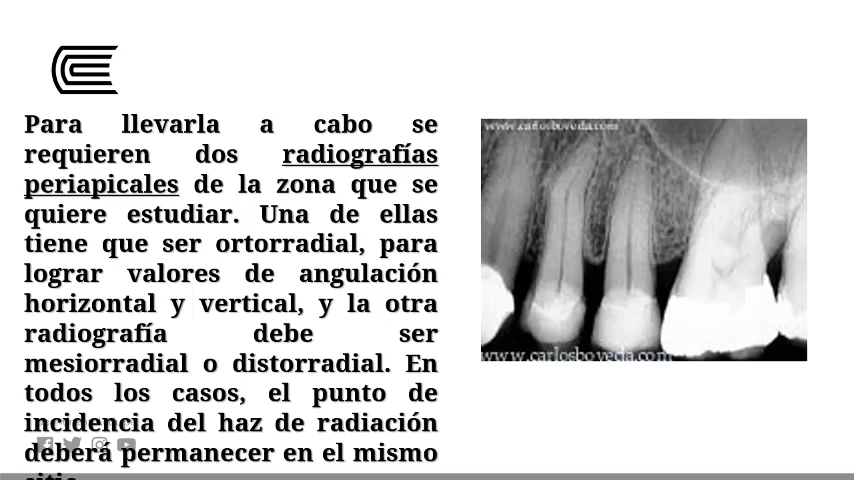 Para llevarla a cabo se
requieren dos radiografías
periapicales de la zona que se
quiere estudiar. Una de ellas
tiene que ser ortorradial, para
lograr valores de angulación
horizontal y vertical, y la otra
radiografía debe ser
mesiorradial o distorradial. En
todos los casos, el punto de
incidencia del haz de radiación
deberá permanecer en el mismo
sitio.
www.carlosboveda.com
www.carlosboveda.com